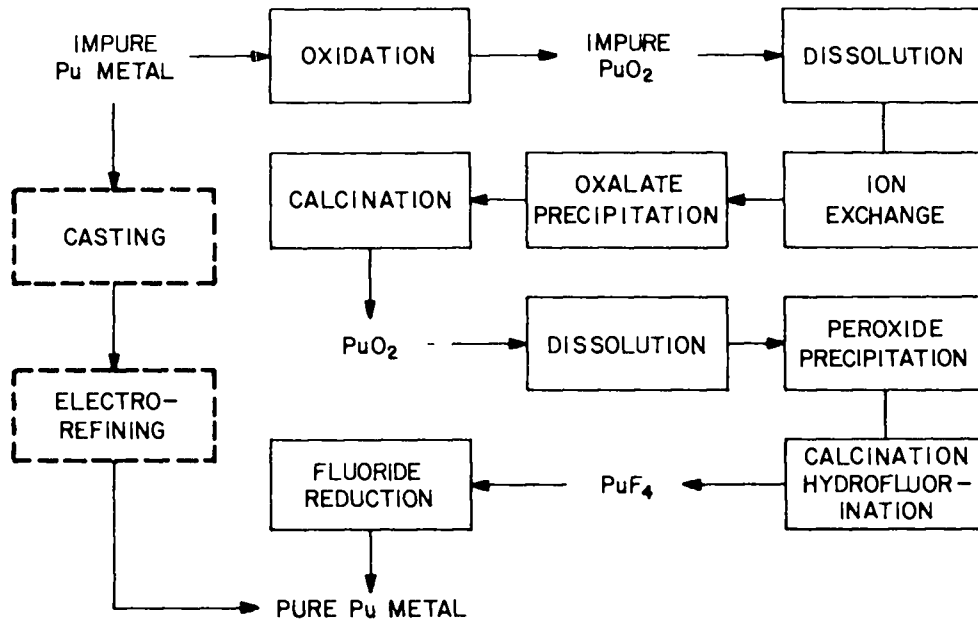 IMPURE
Pu METAL
OXIDATION
IMPURE
PuO₂
DISSOLUTION
CASTING
CALCINATION
OXALATE
PRECIPITATION
ION
EXCHANGE
PuO₂
DISSOLUTION
PEROXIDE
PRECIPITATION
ELECTRO-
REFINING
FLUORIDE
REDUCTION
PuF₄
CALCINATION
HYDROFLUOR-
INATION
PURE Pu METAL